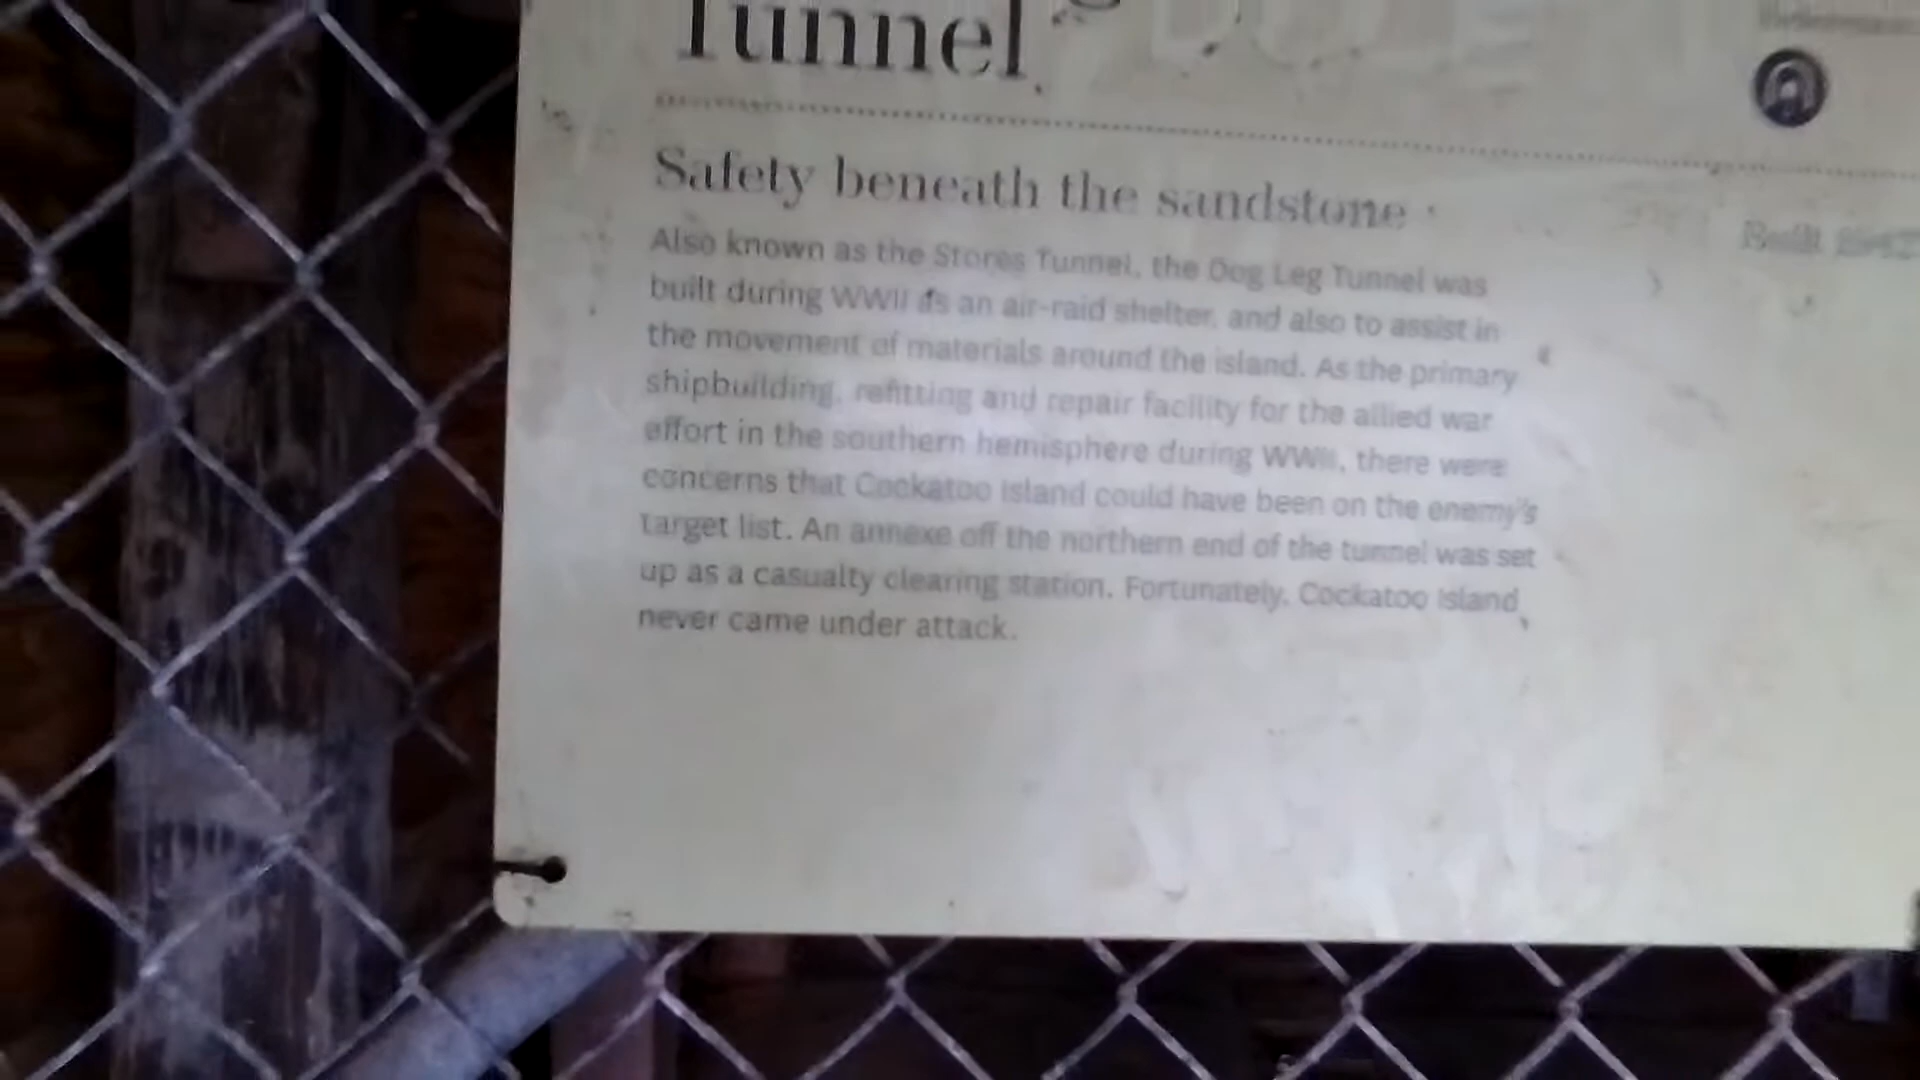 Tunnel
Safety beneath the sandstone
Also known as the Stores Tunnel, the Dog Leg Tunnel was
built during WWII as an air-raid shelter, and also to assist in
the movement of materials around the island. As the primary
shipbuilding, refitting and repair facility for the allied war
effort in the southern hemisphere during WWII, there were
concerns that Cockatoo Island could have been on the enemy's
target list. An annexe off the northern end of the tunnel was set
up as a casualty clearing station. Fortunately, Cockatoo Island
never came under attack.
Built